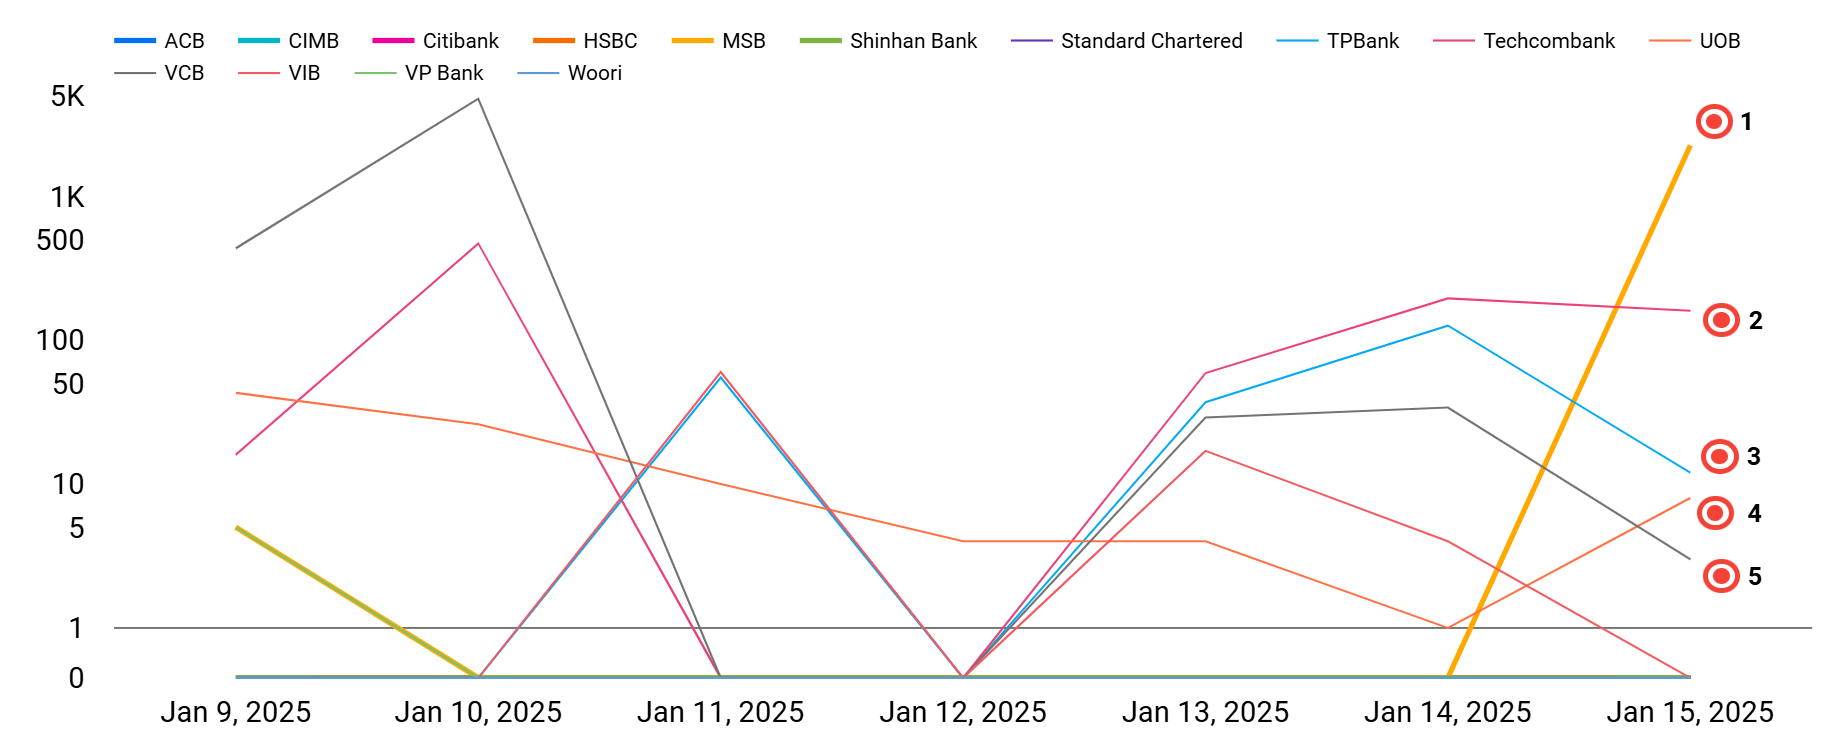 ACB CIMB Citibank HSBC MSB Shinhan Bank Standard Chartered TPBank Techcombank UOB
VCB VIB VP Bank Woori
5K
1
1K
500
2
100
50
3
10
4
5
5
1
0
Jan 9, 2025 Jan 10, 2025 Jan 11, 2025 Jan 12, 2025 Jan 13, 2025 Jan 14, 2025 Jan 15, 2025